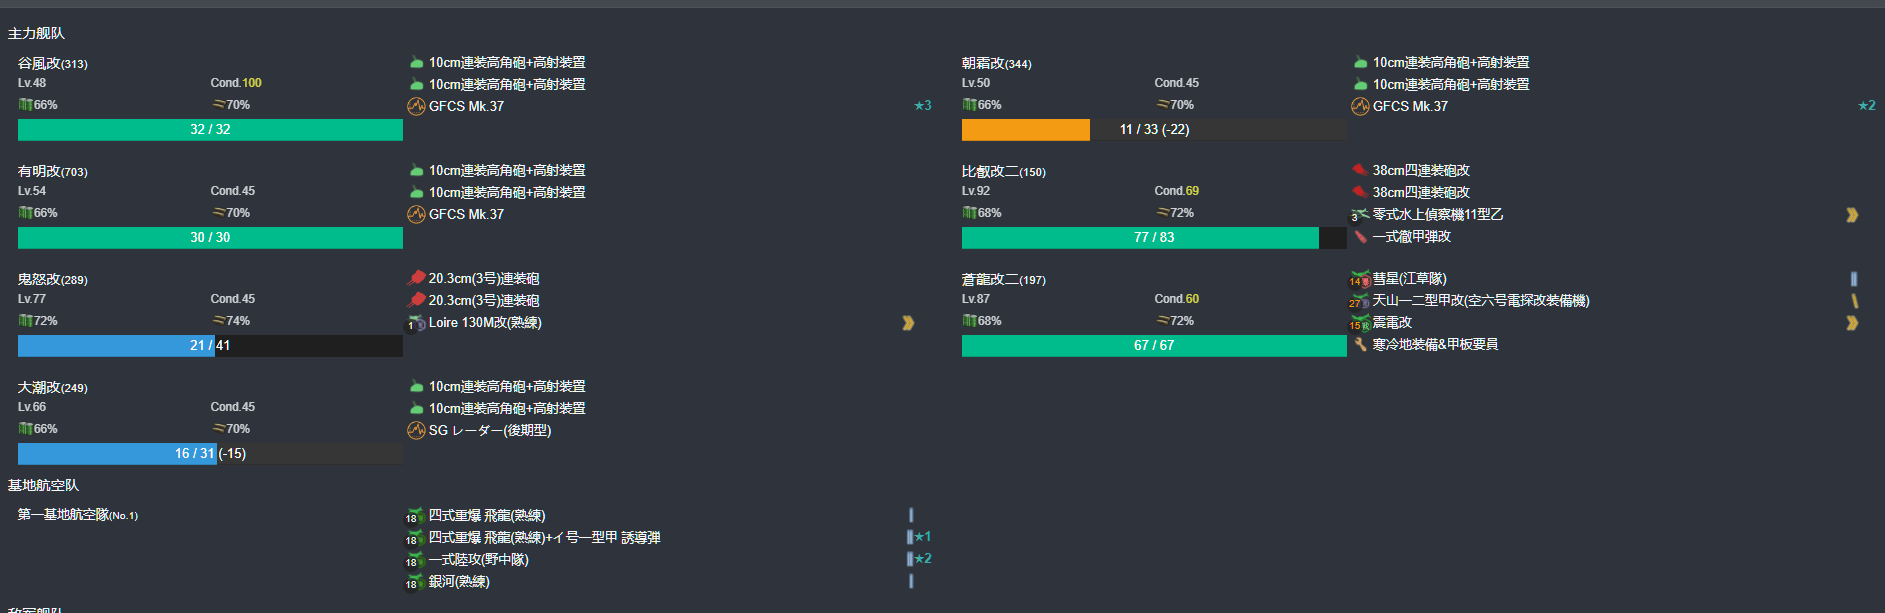 主力舰队
谷風改(313)
Lv.48 Cond.100
66% 70%
32 / 32
10cm連装高角砲+高射装置
10cm連装高角砲+高射装置
GFCS Mk.37 ★3
朝霜改(344)
Lv.50 Cond.45
66% 70%
11 / 33 (-22)
10cm連装高角砲+高射装置
10cm連装高角砲+高射装置
GFCS Mk.37 ★2
有明改(703)
Lv.54 Cond.45
66% 70%
30 / 30
10cm連装高角砲+高射装置
10cm連装高角砲+高射装置
GFCS Mk.37
比叡改二(150)
Lv.92 Cond.69
68% 72%
77 / 83
38cm四連装砲改
38cm四連装砲改
3 零式水上偵察機11型乙
一式徹甲弾改
鬼怒改(289)
Lv.77 Cond.45
72% 74%
21 / 41
20.3cm(3号)連装砲
20.3cm(3号)連装砲
1 Loire 130M改(熟練)
蒼龍改二(197)
Lv.87 Cond.60
68% 72%
67 / 67
14 彗星(江草隊)
27 天山一二型甲改(空六号電探改装備機)
15 震電改
寒冷地装備&甲板要員
大潮改(249)
Lv.66 Cond.45
66% 70%
16 / 31 (-15)
10cm連装高角砲+高射装置
10cm連装高角砲+高射装置
SG レーダー(後期型)
基地航空队
第一基地航空隊(No.1)
18 四式重爆 飛龍(熟練)
18 四式重爆 飛龍(熟練)+イ号一型甲 誘導弾 ★1
18 一式陸攻(野中隊) ★2
18 銀河(熟練)